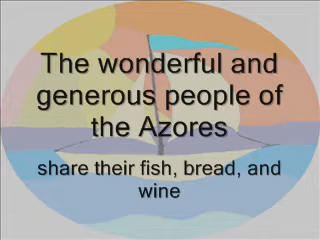 The wonderful and
generous people of
the Azores
share their fish, bread, and
wine